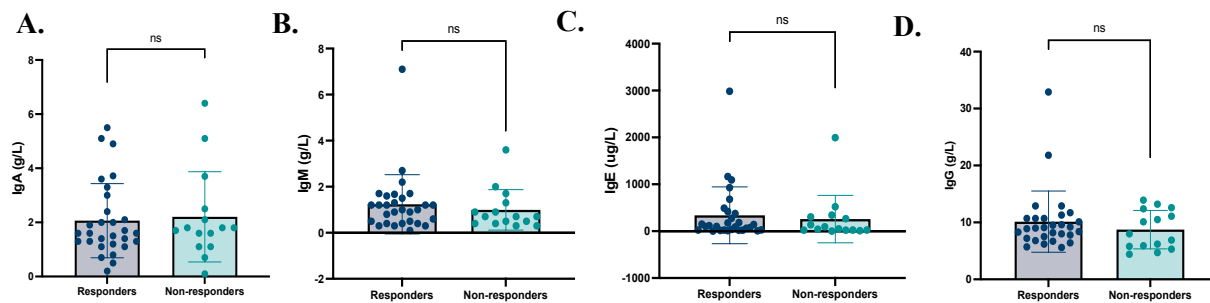 A.
ns
IgA (g/L)
8
6
4
2
0
Responders
Non-responders
B.
ns
IgM (g/L)
8
6
4
2
0
-2
Responders
Non-responders
C.
ns
IgE (ug/L)
4000
3000
2000
1000
0
-1000
Responders
Non-responders
D.
ns
IgG (g/L)
40
30
20
10
0
Responders
Non-responders